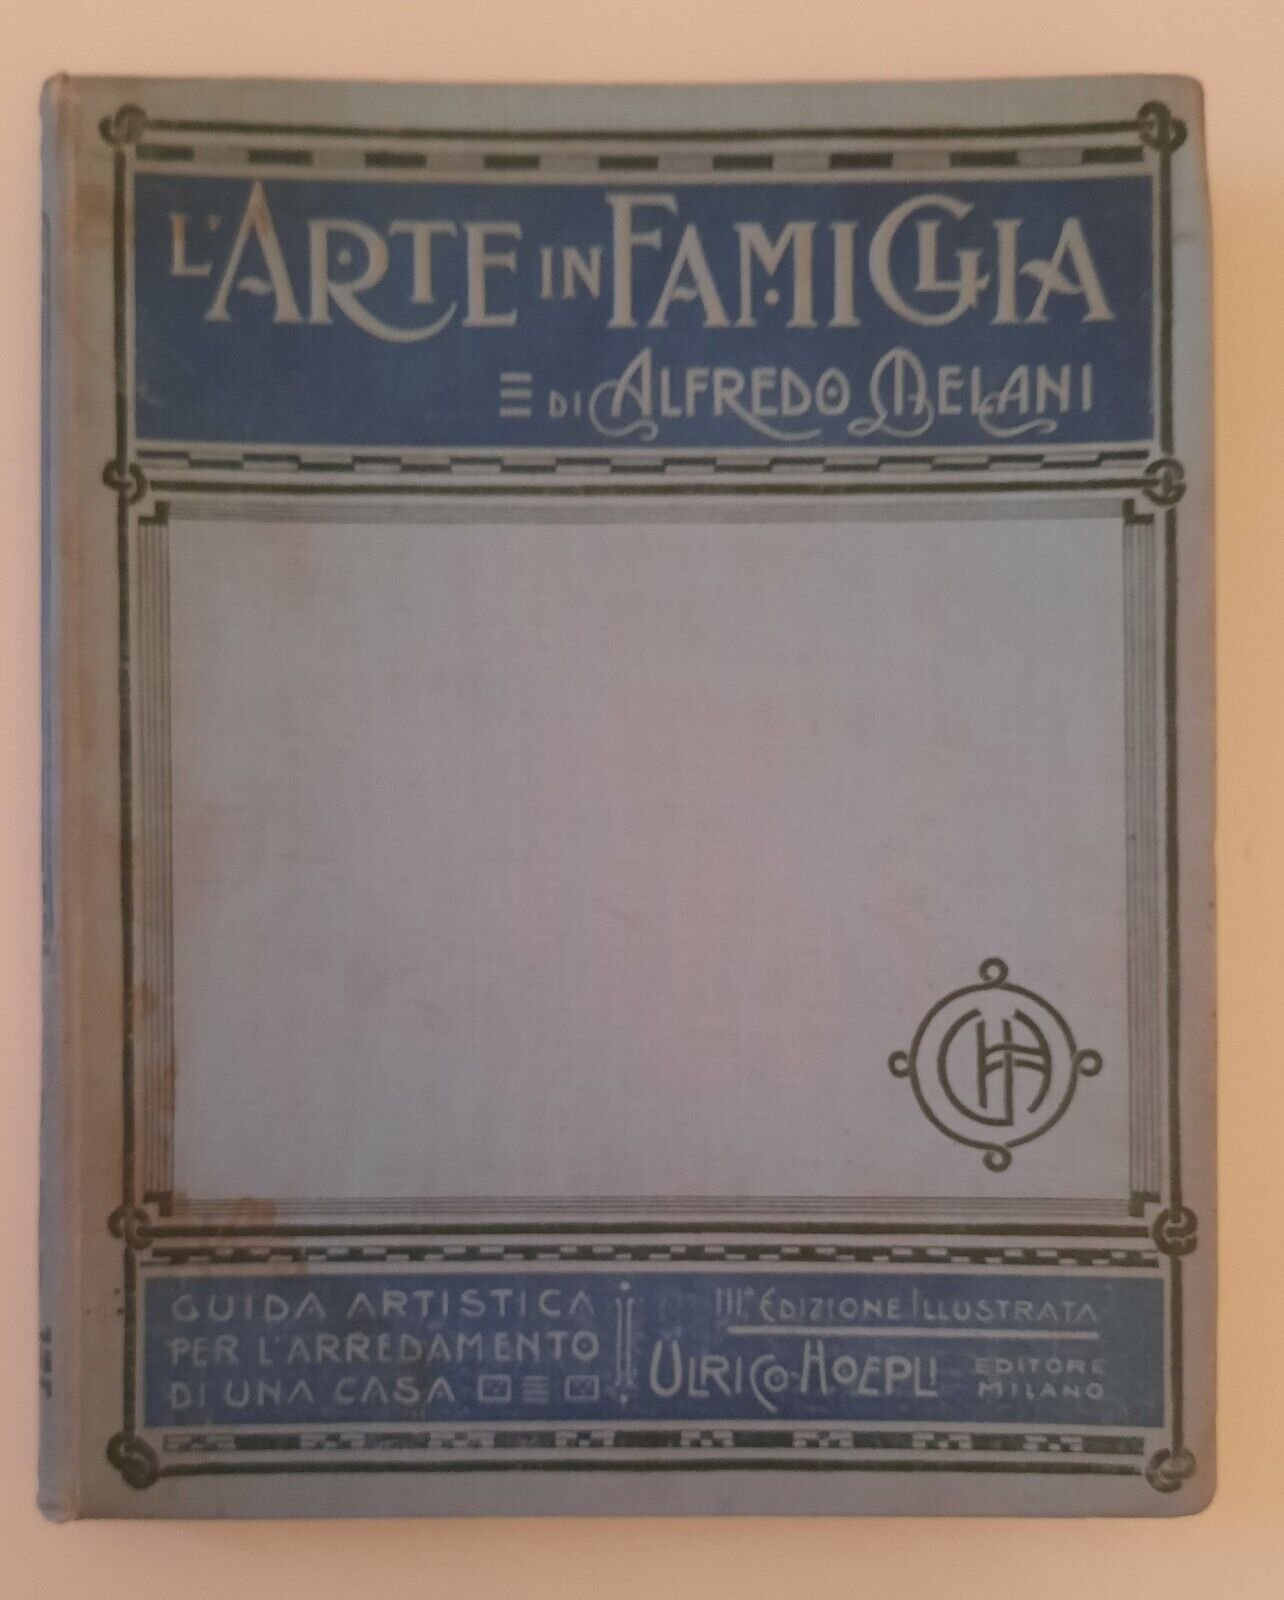 L'ARTE IN FAMIGLIA
DI ALFREDO MELANI
GUIDA ARTISTICA
PER L'ARREDAMENTO
DI UNA CASA
IIIª EDIZIONE ILLUSTRATA
ULRICO HOEPLI EDITORE
MILANO